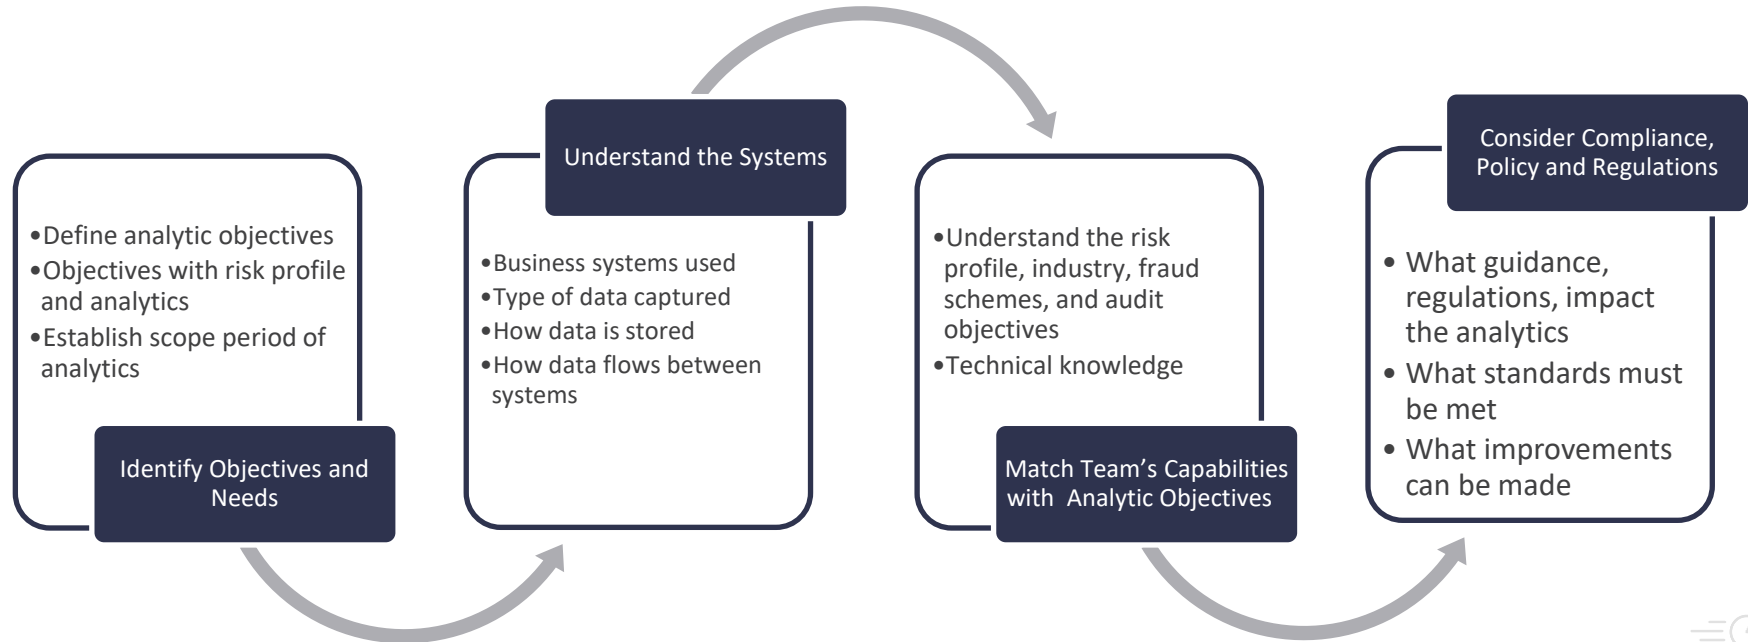 •Define analytic objectives
•Objectives with risk profile
and analytics
•Establish scope period of
analytics
Identify Objectives and
Needs
Understand the Systems
•Business systems used
•Type of data captured
•How data is stored
•How data flows between
systems
•Understand the risk
profile, industry, fraud
schemes, and audit
objectives
•Technical knowledge
Match Team’s Capabilities
with Analytic Objectives
Consider Compliance,
Policy and Regulations
• What guidance,
regulations, impact
the analytics
• What standards must
be met
• What improvements
can be made